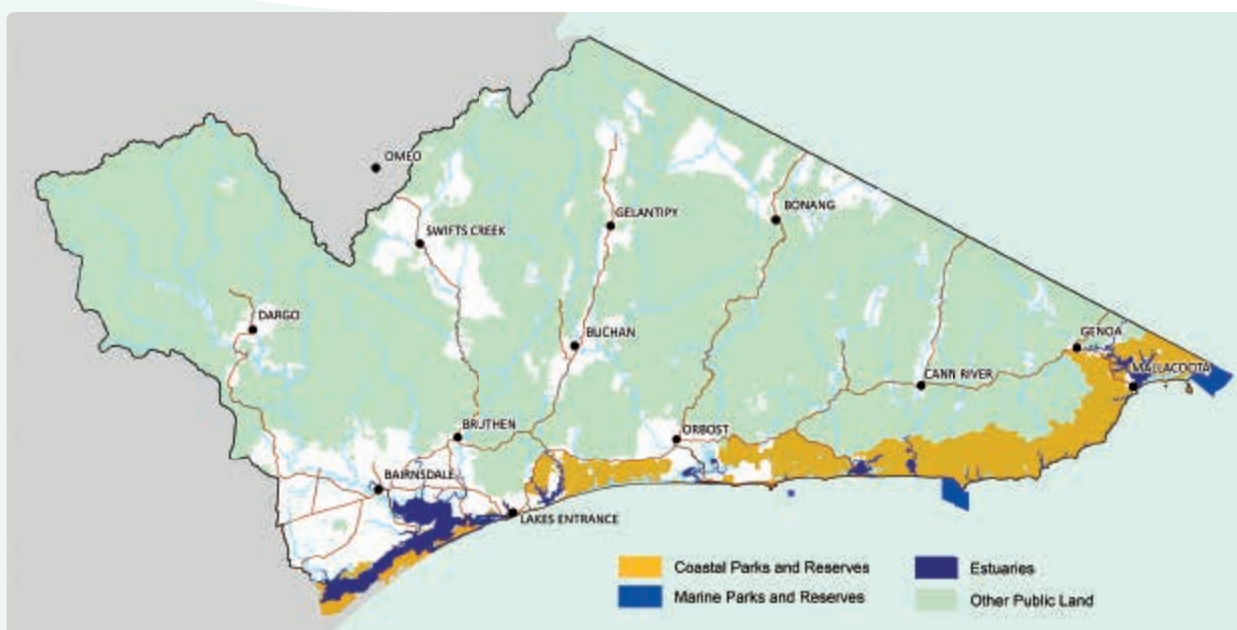 OMEO
SWIFTS CREEK
GELANTIPY
BONANG
DARGO
BUCHAN
GENOA
CANN RIVER
MALLACOOTA
BRUTHEN
ORBOST
BAIRNSDALE
LAKES ENTRANCE
Coastal Parks and Reserves
Marine Parks and Reserves
Estuaries
Other Public Land